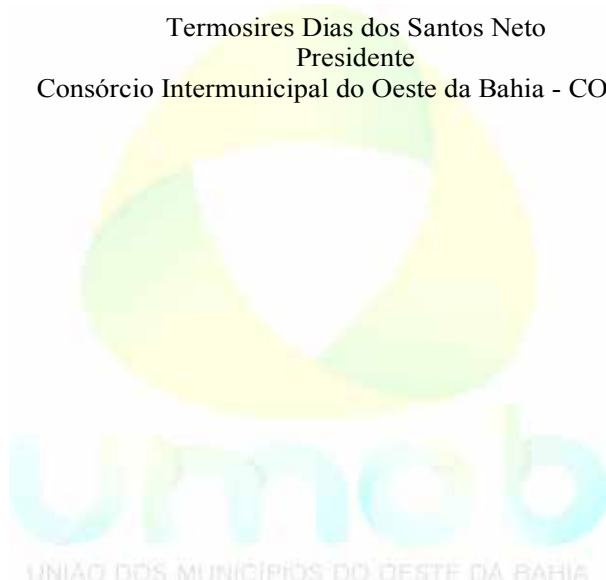 Termosires Dias dos Santos Neto
Presidente
Consórcio Intermunicipal do Oeste da Bahia - CO
umob
UNIÃO DOS MUNICÍPIOS DO OESTE DA BAHIA